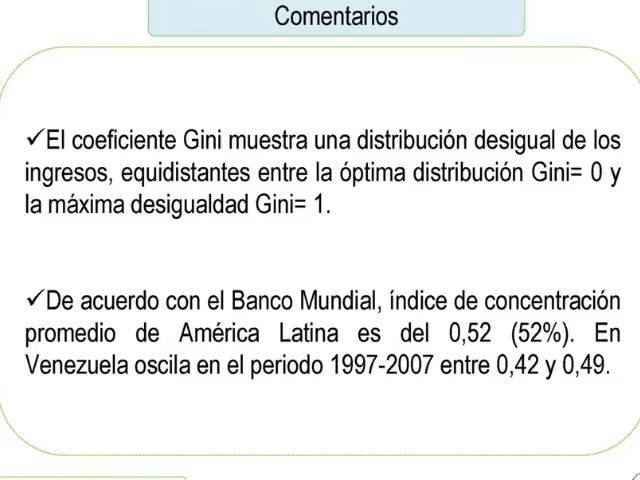 Comentarios
✓El coeficiente Gini muestra una distribución desigual de los
ingresos, equidistantes entre la óptima distribución Gini= 0 y
la máxima desigualdad Gini= 1.
✓De acuerdo con el Banco Mundial, índice de concentración
promedio de América Latina es del 0,52 (52%). En
Venezuela oscila en el periodo 1997-2007 entre 0,42 y 0,49.